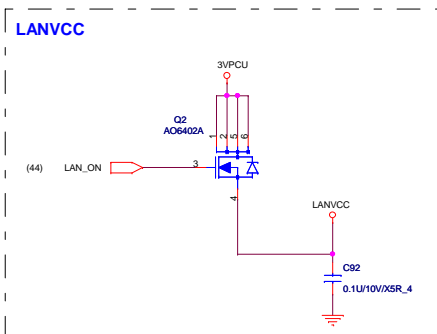 LANVCC
3VPCU
Q2
AO6402A
1
2
5
6
(44)
LAN_ON
3
4
LANVCC
C92
0.1U/10V/X5R_4